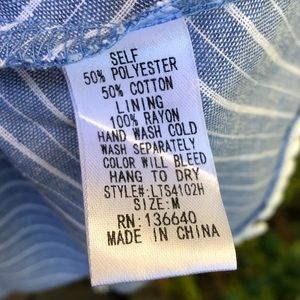 SELF
50% POLYESTER
50% COTTON
LINING
100% RAYON
HAND WASH COLD
WASH SEPARATELY
COLOR WILL BLEED
HANG TO DRY
STYLE#:LTS4102H
SIZE:M
RN:136640
MADE IN CHINA